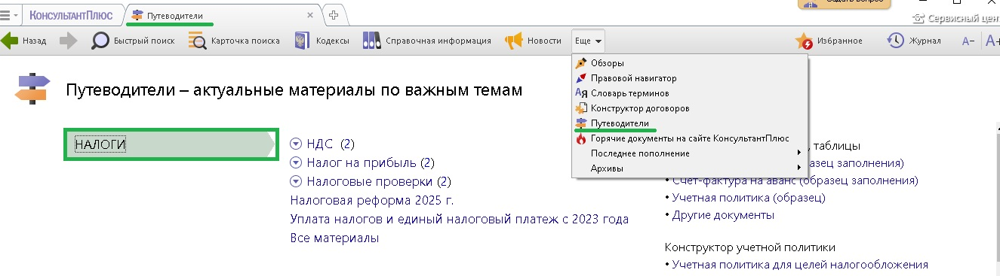 КОНСУЛЬТАНТПЛЮС
Путеводители
Задать вопрос
Сервисный цен
Назад
Быстрый поиск
Карточка поиска
Кодексы
Справочная информация
Новости
Еще
Избранное
Журнал
А−
А+
Обзоры
Правовой навигатор
Словарь терминов
Конструктор договоров
Путеводители
Горячие документы на сайте КонсультантПлюс
Последнее пополнение
Архивы
Путеводители – актуальные материалы по важным темам
НАЛОГИ
НДС (2)
Налог на прибыль (2)
Налоговые проверки (2)
Налоговая реформа 2025 г.
Уплата налогов и единый налоговый платеж с 2023 года
Все материалы
, таблицы
разец заполнения)
• Счет-фактура на аванс (образец заполнения)
• Учетная политика (образец)
• Другие документы
Конструктор учетной политики
• Учетная политика для целей налогообложения